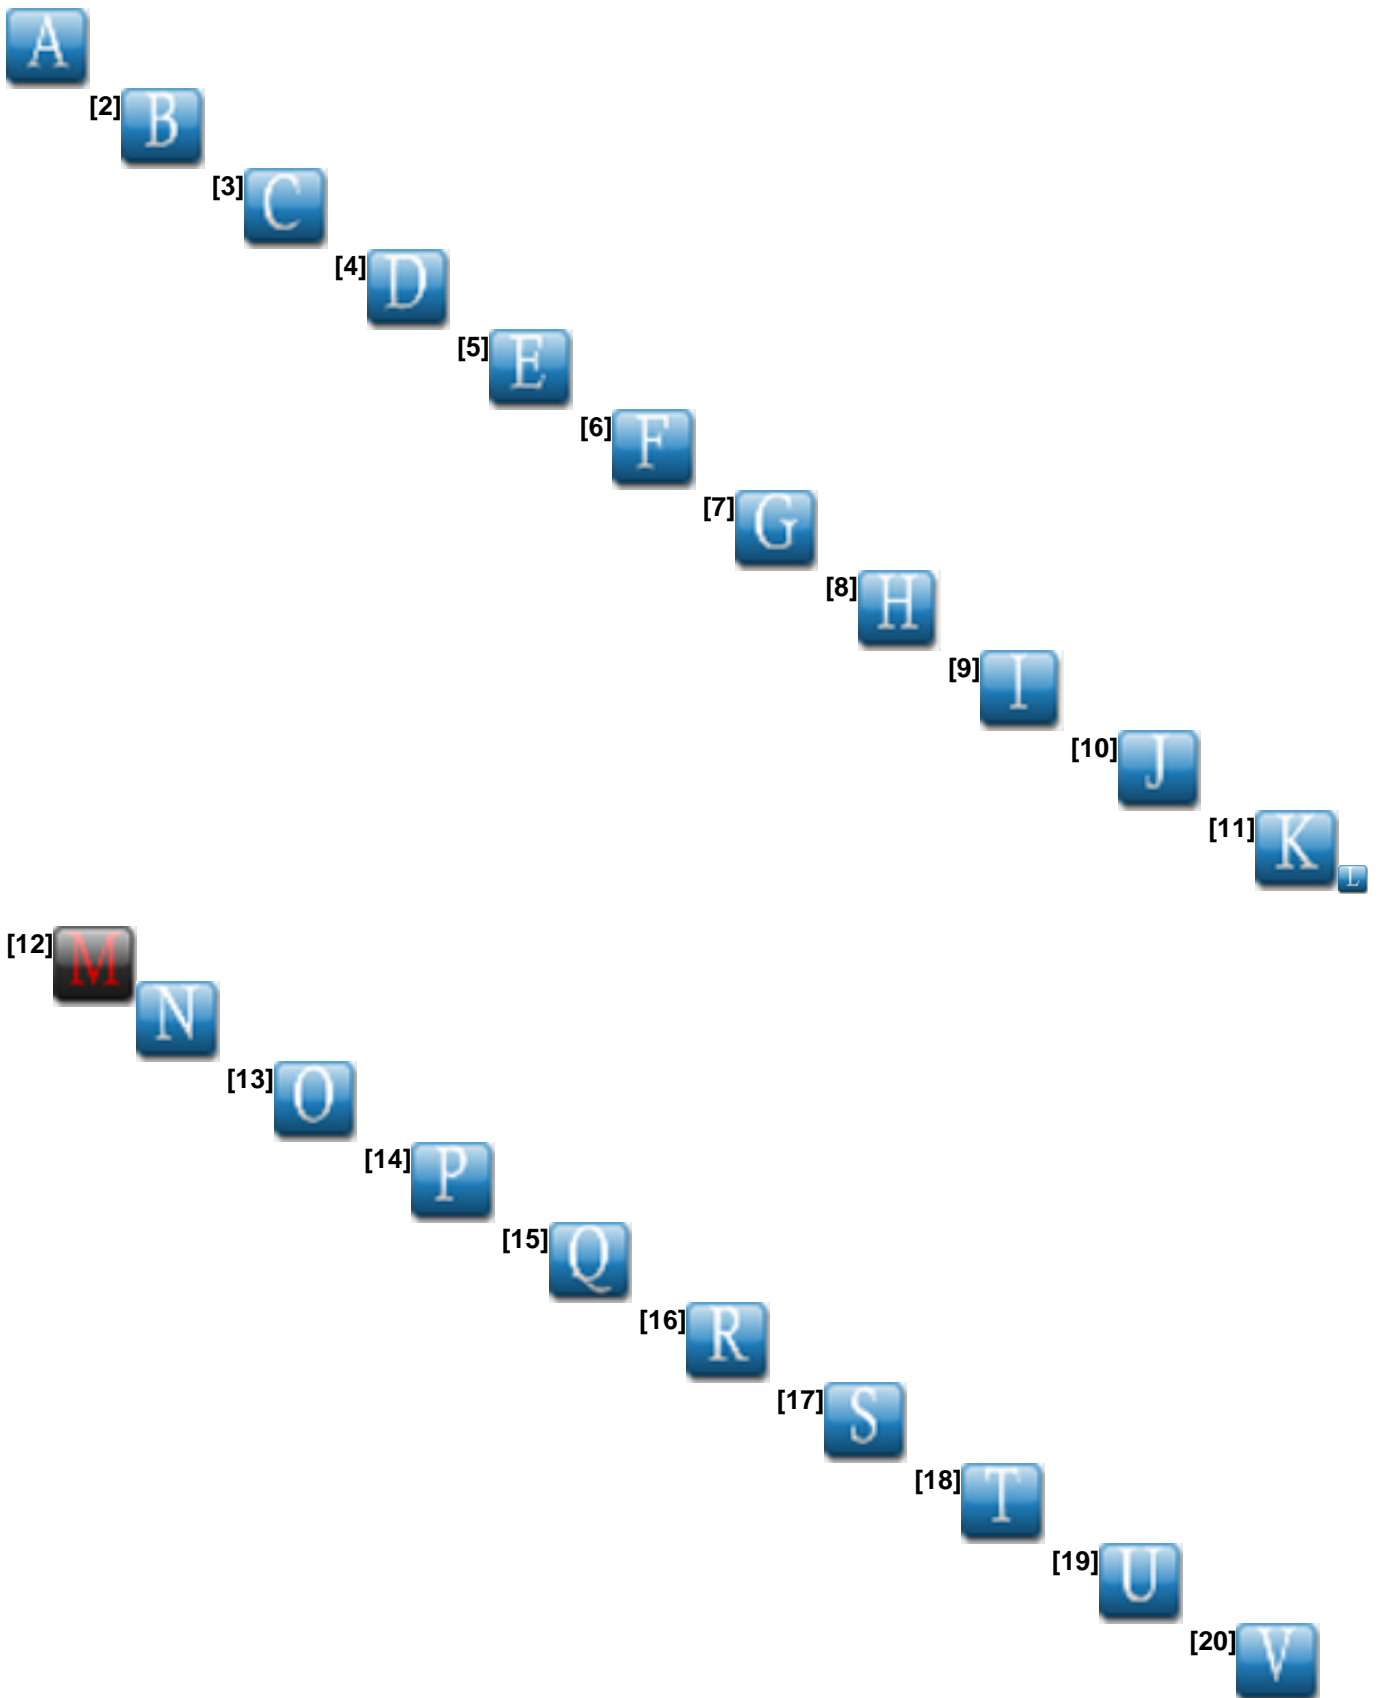 A
[2] B
[3] C
[4] D
[5] E
[6] F
[7] G
[8] H
[9] I
[10] J
[11] K L
[12] M N
[13] O
[14] P
[15] Q
[16] R
[17] S
[18] T
[19] U
[20] V